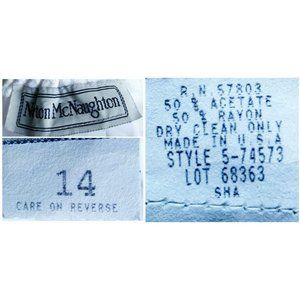 Norton McNaughton
14
CARE ON REVERSE
R.N. 57803
50 % ACETATE
50 % RAYON
DRY CLEAN ONLY
MADE IN U.S.A
STYLE 5-74573
LOT 68363
SHA